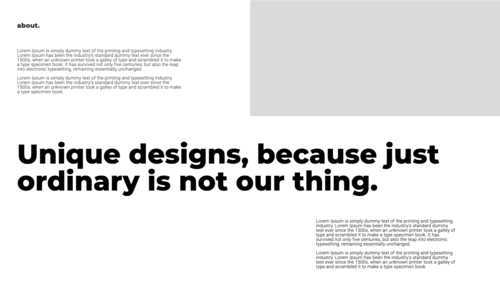 about.
Lorem Ipsum is simply dummy text of the printing and typesetting industry.
Lorem Ipsum has been the industry's standard dummy text ever since the
1500s, when an unknown printer took a galley of type and scrambled it to make
a type specimen book. It has survived not only five centuries, but also the leap
into electronic typesetting, remaining essentially unchanged.
Lorem Ipsum is simply dummy text of the printing and typesetting industry.
Lorem Ipsum has been the industry's standard dummy text ever since the
1500s, when an unknown printer took a galley of type and scrambled it to make
a type specimen book.
Unique designs, because just
ordinary is not our thing.
Lorem Ipsum is simply dummy text of the printing and typesetting
industry. Lorem Ipsum has been the industry's standard dummy
text ever since the 1500s, when an unknown printer took a galley of
type and scrambled it to make a type specimen book. It has
survived not only five centuries, but also the leap into electronic
typesetting, remaining essentially unchanged.
Lorem Ipsum is simply dummy text of the printing and typesetting
industry. Lorem Ipsum has been the industry's standard dummy
text ever since the 1500s, when an unknown printer took a galley of
type and scrambled it to make a type specimen book.